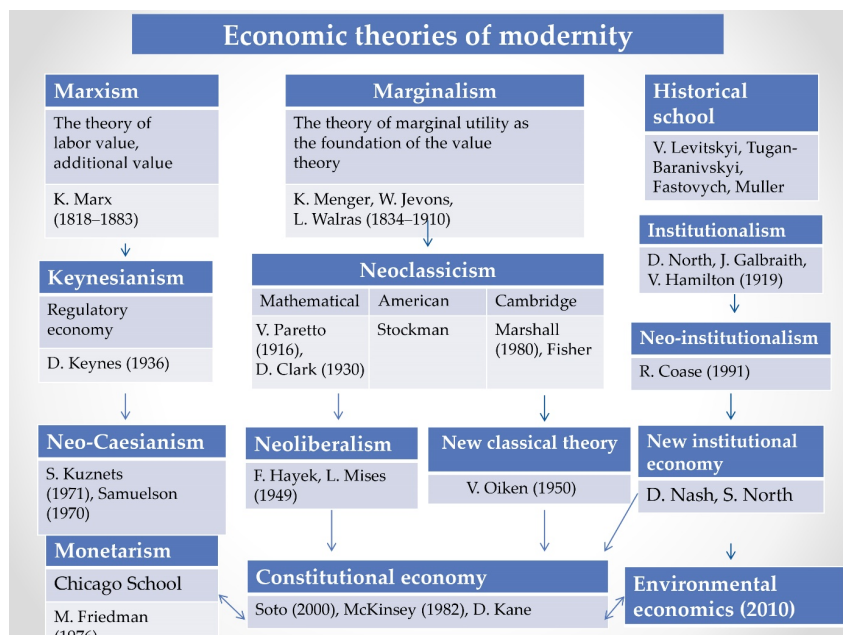 Economic theories of modernity
Marxism
The theory of
labor value,
additional value
K. Marx
(1818–1883)
Marginalism
The theory of marginal utility as
the foundation of the value
theory
K. Menger, W. Jevons,
L. Walras (1834–1910)
Historical
school
V. Levitskyi, Tugan-
Baranivskyi,
Fastovych, Muller
Institutionalism
D. North, J. Galbraith,
V. Hamilton (1919)
Keynesianism
Regulatory
economy
D. Keynes (1936)
Neoclassicism
Mathematical
American
Cambridge
V. Paretto
(1916),
D. Clark (1930)
Stockman
Marshall
(1980), Fisher
Neo-institutionalism
R. Coase (1991)
Neo-Caesianism
S. Kuznets
(1971), Samuelson
(1970)
Neoliberalism
F. Hayek, L. Mises
(1949)
New classical theory
V. Oiken (1950)
New institutional
economy
D. Nash, S. North
Monetarism
Chicago School
M. Friedman
(1976)
Constitutional economy
Soto (2000), McKinsey (1982), D. Kane
Environmental
economics (2010)